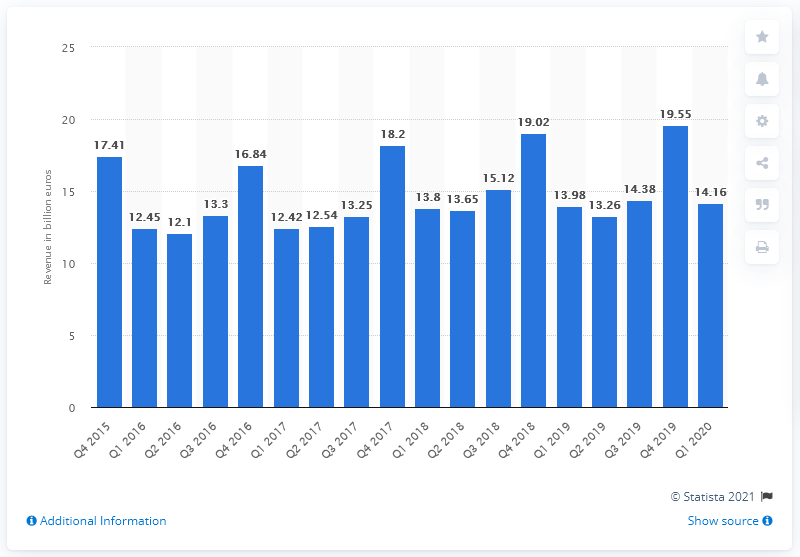 Revenue in billion euros
25
20
15
10
5
0
17.41
12.45
12.1
13.3
16.84
12.42
12.54
13.25
18.2
13.8
13.65
15.12
19.02
13.98
13.26
14.38
19.55
14.16
Q4 2015
Q1 2016
Q2 2016
Q3 2016
Q4 2016
Q1 2017
Q2 2017
Q3 2017
Q4 2017
Q1 2018
Q2 2018
Q3 2018
Q4 2018
Q1 2019
Q2 2019
Q3 2019
Q4 2019
Q1 2020
© Statista 2021
Additional Information
Show source